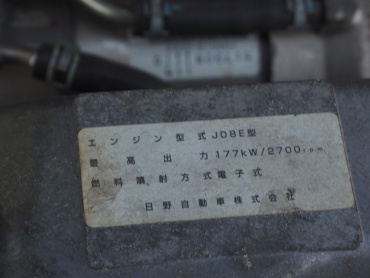 エンジン型式J08E型
最高出力177kW/2700r.p.m.
燃料噴射方式電子式
日野自動車株式会社